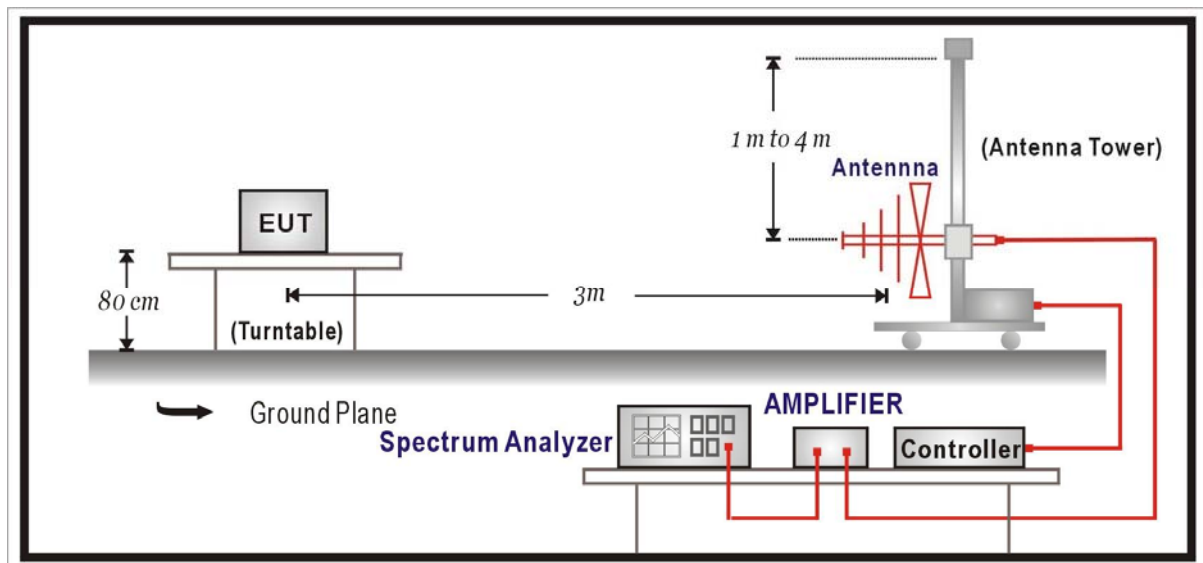 1 m to 4 m
(Antenna Tower)
Antennna
EUT
80 cm
3m
(Turntable)
Ground Plane
AMPLIFIER
Spectrum Analyzer
Controller